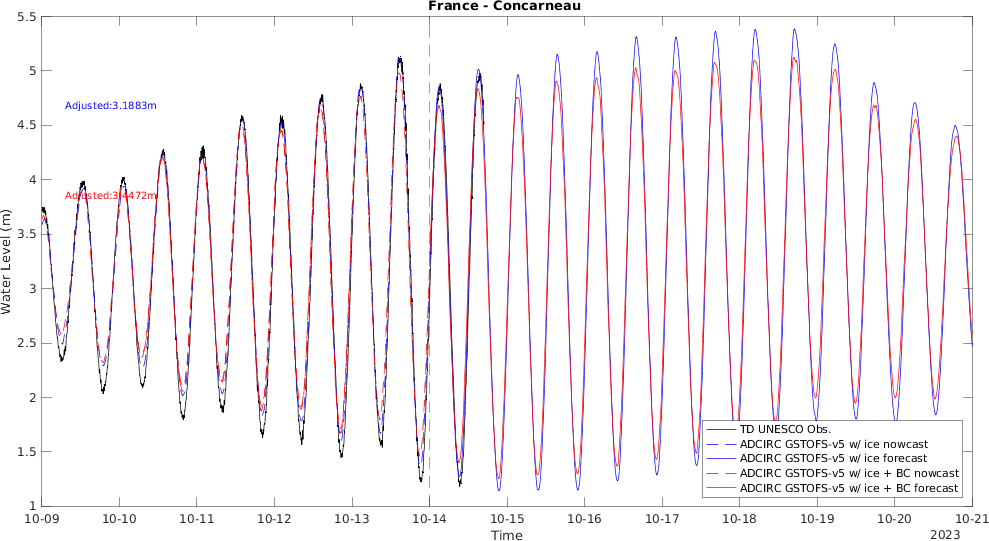 France - Concarneau
5.5
5
4.5
4
3.5
3
2.5
2
1.5
1
Water Level (m)
Adjusted:3.1883m
Adjusted:3.4472m
TD UNESCO Obs.
ADCIRC GSTOFS-v5 w/ ice nowcast
ADCIRC GSTOFS-v5 w/ ice forecast
ADCIRC GSTOFS-v5 w/ ice + BC nowcast
ADCIRC GSTOFS-v5 w/ ice + BC forecast
10-09 10-10 10-11 10-12 10-13 10-14 10-15 10-16 10-17 10-18 10-19 10-20 10-21
Time
2023